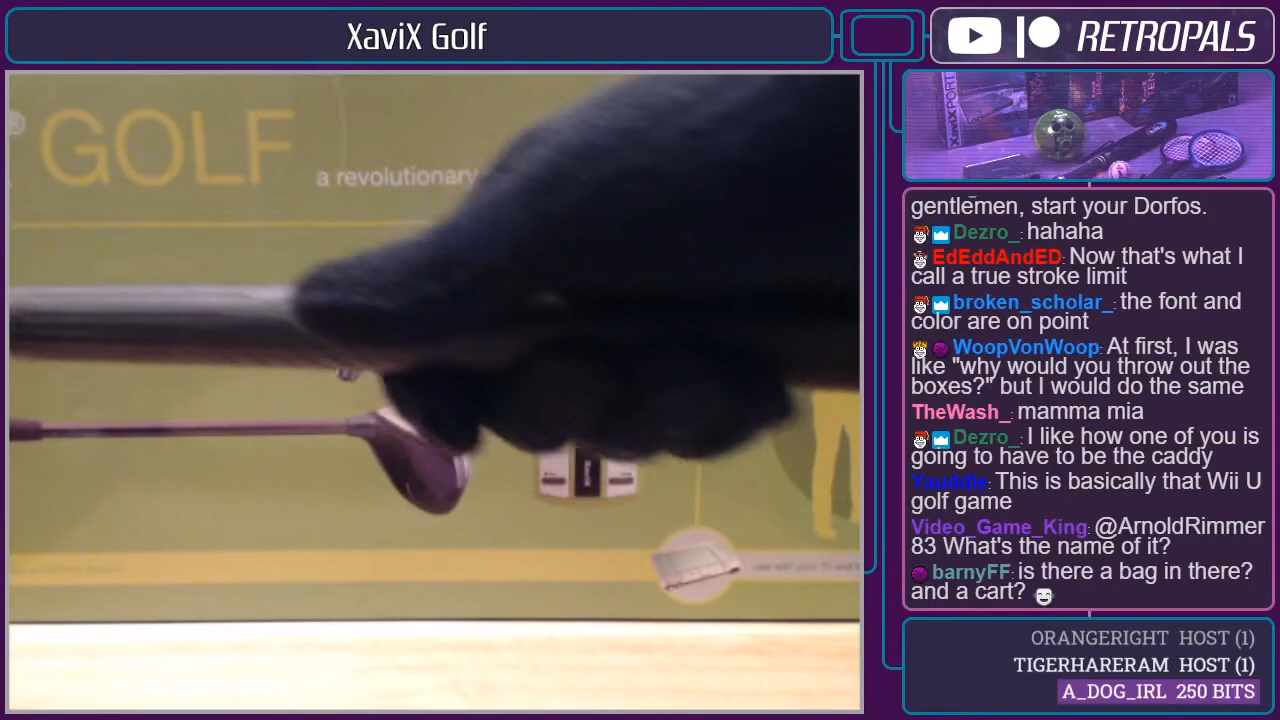 XaviX Golf
RETROPALS
® GOLF
a revolutionary
gentlemen, start your Dorfos.
Dezro_: hahaha
EdEddAndED: Now that's what I
call a true stroke limit
broken_scholar_: the font and
color are on point
WoopVonWoop: At first, I was
like "why would you throw out the
boxes?" but I would do the same
TheWash_: mamma mia
Dezro_: I like how one of you is
going to have to be the caddy
Yauddle: This is basically that Wii U
golf game
Video_Game_King: @ArnoldRimmer
83 What's the name of it?
barnyFF: is there a bag in there?
and a cart?
ORANGERIGHT HOST (1)
TIGERHARERAM HOST (1)
A_DOG_IRL 250 BITS